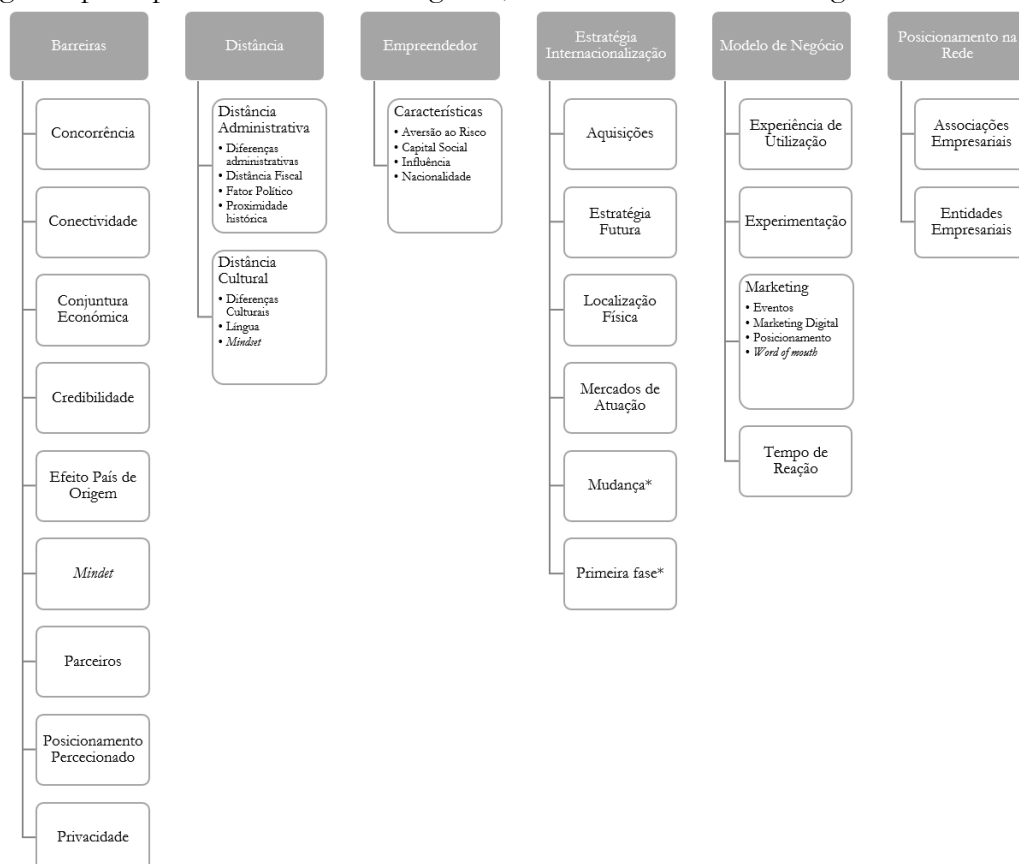 Barreiras
Concorrência
Conectividade
Conjuntura
Económica
Credibilidade
Efeito País de
Origem
Mindet
Parceiros
Posicionamento
Percecionado
Privacidade
Distância
Distância
Administrativa
• Diferenças
administrativas
• Distância Fiscal
• Fator Político
• Proximidade
histórica
Distância
Cultural
• Diferenças
Culturais
• Língua
• Mindset
Empreendedor
Características
• Aversão ao Risco
• Capital Social
• Influência
• Nacionalidade
Estratégia
Internacionalização
Aquisições
Estratégia
Futura
Localização
Física
Mercados de
Atuação
Mudança*
Primeira fase*
Modelo de Negócio
Experiência de
Utilização
Experimentação
Marketing
• Eventos
• Marketing Digital
• Posicionamento
• Word of mouth
Tempo de
Reação
Posicionamento na
Rede
Associações
Empresariais
Entidades
Empresariais